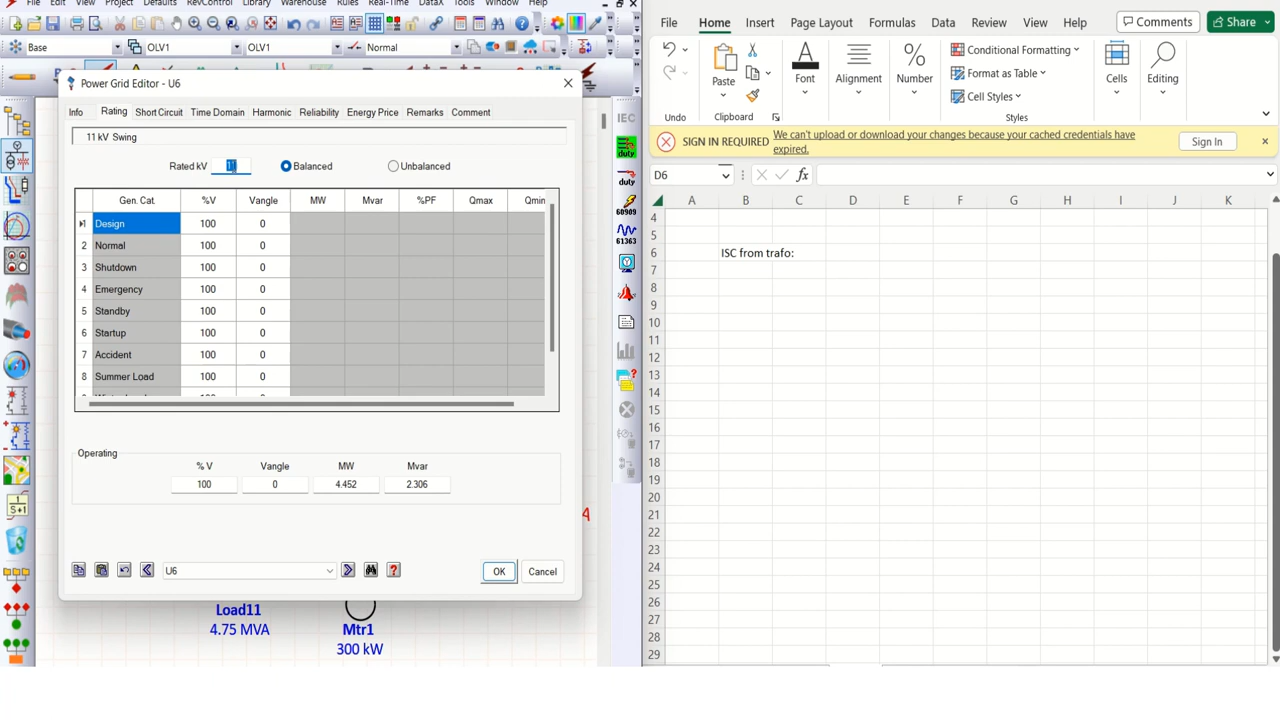 File Edit View Project Defaults RevControl Library Warehouse Rules Real-Time DataX Tools Window Help
Base OLV1 OLV1 Normal
Power Grid Editor - U6
Info Rating Short Circuit Time Domain Harmonic Reliability Energy Price Remarks Comment
11 kV Swing
Rated kV 11 Balanced Unbalanced
Gen. Cat. %V Vangle MW Mvar %PF Qmax Qmin
1 Design 100 0
2 Normal 100 0
3 Shutdown 100 0
4 Emergency 100 0
5 Standby 100 0
6 Startup 100 0
7 Accident 100 0
8 Summer Load 100 0
Operating
% V Vangle MW Mvar
100 0 4.452 2.306
U6
OK Cancel
Load11
4.75 MVA
Mtr1
300 kW
A
IEC
duty
duty
60909
61363
1
S+1
File Home Insert Page Layout Formulas Data Review View Help Comments Share
Paste Font Alignment Number Conditional Formatting Format as Table Cell Styles Cells Editing
Undo Clipboard Styles
SIGN IN REQUIRED We can't upload or download your changes because your cached credentials have expired. Sign In
D6 fx
A B C D E F G H I J K
4
5
6 ISC from trafo:
7
8
9
10
11
12
13
14
15
16
17
18
19
20
21
22
23
24
25
26
27
28
29